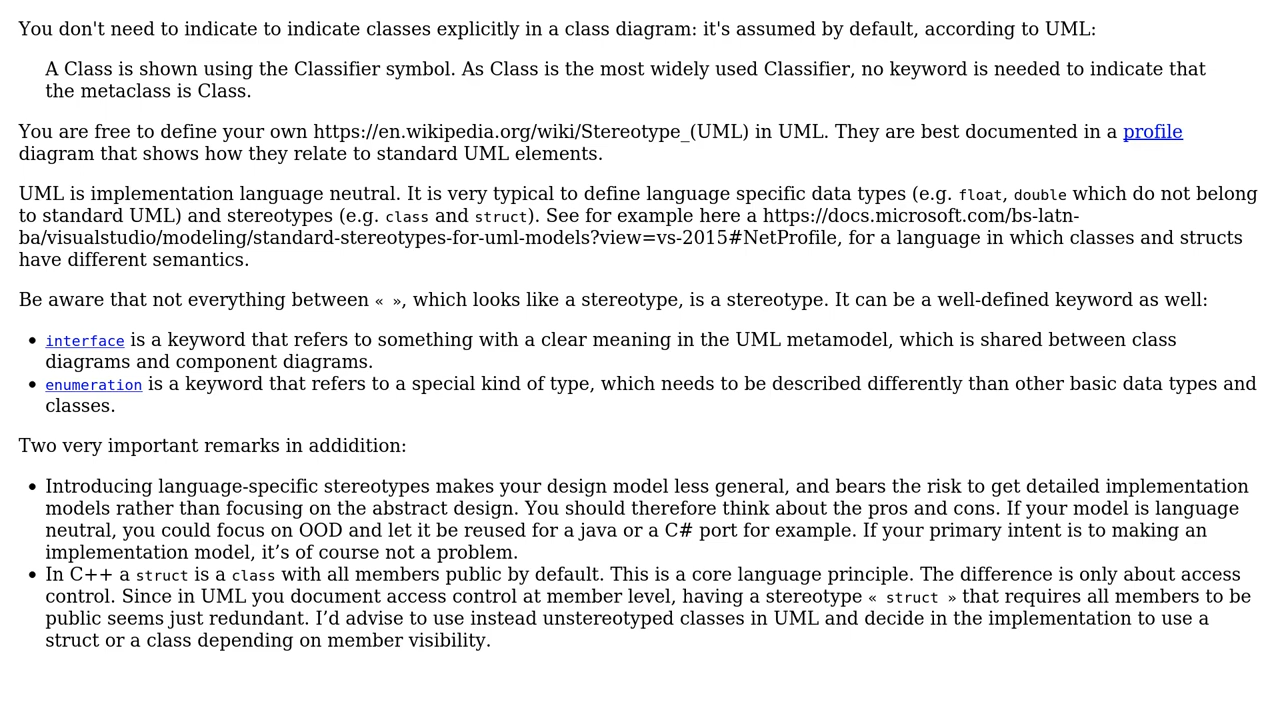 You don't need to indicate to indicate classes explicitly in a class diagram: it's assumed by default, according to UML:
A Class is shown using the Classifier symbol. As Class is the most widely used Classifier, no keyword is needed to indicate that
the metaclass is Class.
You are free to define your own https://en.wikipedia.org/wiki/Stereotype_(UML) in UML. They are best documented in a profile
diagram that shows how they relate to standard UML elements.
UML is implementation language neutral. It is very typical to define language specific data types (e.g. float, double which do not belong
to standard UML) and stereotypes (e.g. class and struct). See for example here a https://docs.microsoft.com/bs-latn-
ba/visualstudio/modeling/standard-stereotypes-for-uml-models?view=vs-2015#NetProfile, for a language in which classes and structs
have different semantics.
Be aware that not everything between « », which looks like a stereotype, is a stereotype. It can be a well-defined keyword as well:
• interface is a keyword that refers to something with a clear meaning in the UML metamodel, which is shared between class
diagrams and component diagrams.
• enumeration is a keyword that refers to a special kind of type, which needs to be described differently than other basic data types and
classes.
Two very important remarks in addidition:
• Introducing language-specific stereotypes makes your design model less general, and bears the risk to get detailed implementation
models rather than focusing on the abstract design. You should therefore think about the pros and cons. If your model is language
neutral, you could focus on OOD and let it be reused for a java or a C# port for example. If your primary intent is to making an
implementation model, it’s of course not a problem.
• In C++ a struct is a class with all members public by default. This is a core language principle. The difference is only about access
control. Since in UML you document access control at member level, having a stereotype « struct » that requires all members to be
public seems just redundant. I’d advise to use instead unstereotyped classes in UML and decide in the implementation to use a
struct or a class depending on member visibility.